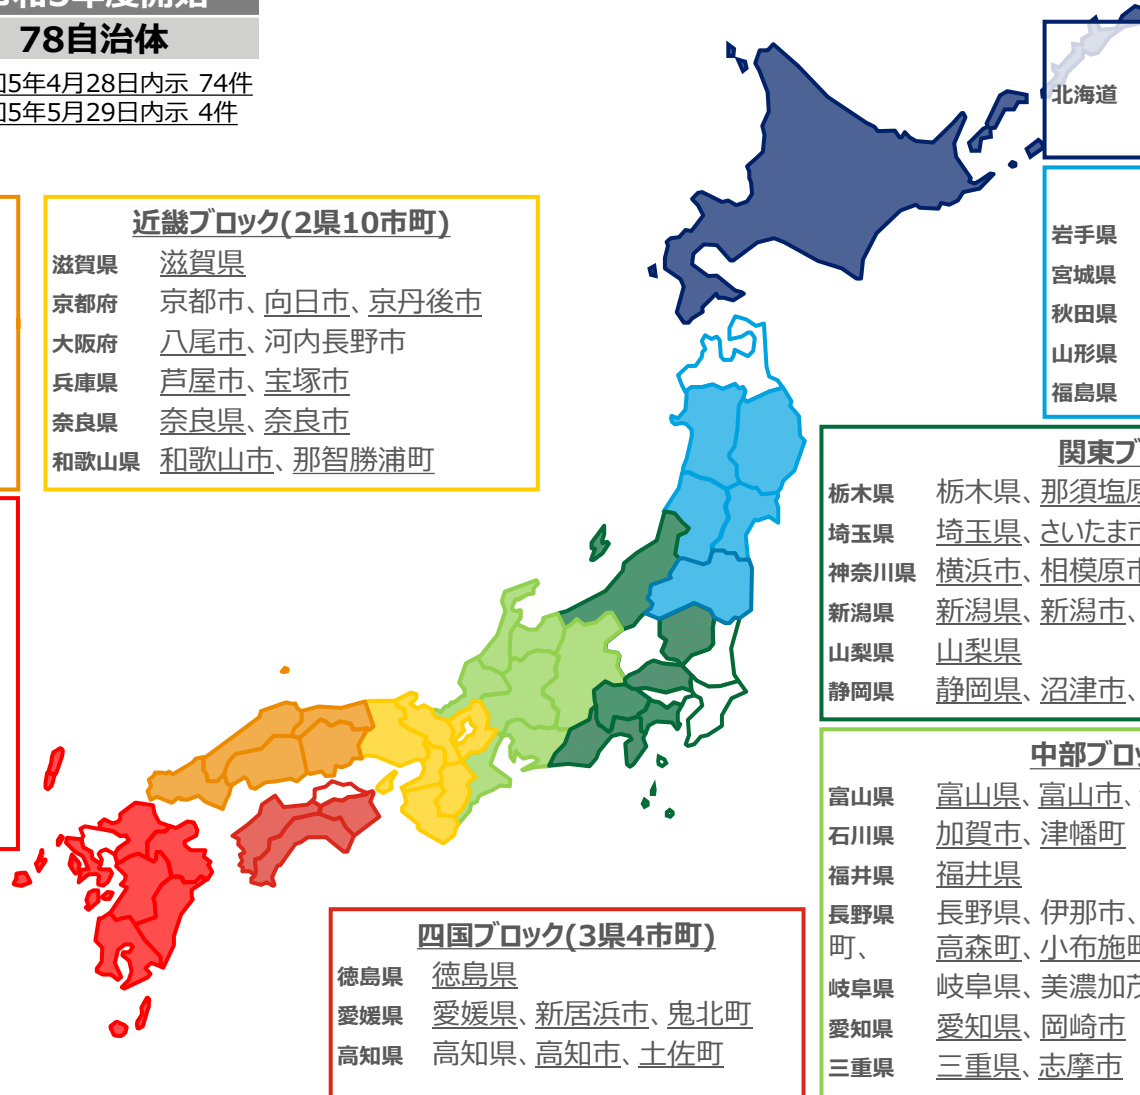 78自治体
5年4月28日内示 74件
5年5月29日内示 4件
北海道
近畿ブロック(2県10市町)
滋賀県 滋賀県
京都府 京都市、向日市、京丹後市
大阪府 八尾市、河内長野市
兵庫県 芦屋市、宝塚市
奈良県 奈良県、奈良市
和歌山県 和歌山市、那智勝浦町
岩手県
宮城県
秋田県
山形県
福島県
関東ブ
栃木県 栃木県、那須塩原
埼玉県 埼玉県、さいたま市
神奈川県 横浜市、相模原市
新潟県 新潟県、新潟市、
山梨県 山梨県
静岡県 静岡県、沼津市、
中部ブロッ
富山県 富山県、富山市、
石川県 加賀市、津幡町
福井県 福井県
長野県 長野県、伊那市、
町、 高森町、小布施町
岐阜県 岐阜県、美濃加茂
愛知県 愛知県、岡崎市
三重県 三重県、志摩市
四国ブロック(3県4市町)
徳島県 徳島県
愛媛県 愛媛県、新居浜市、鬼北町
高知県 高知県、高知市、土佐町